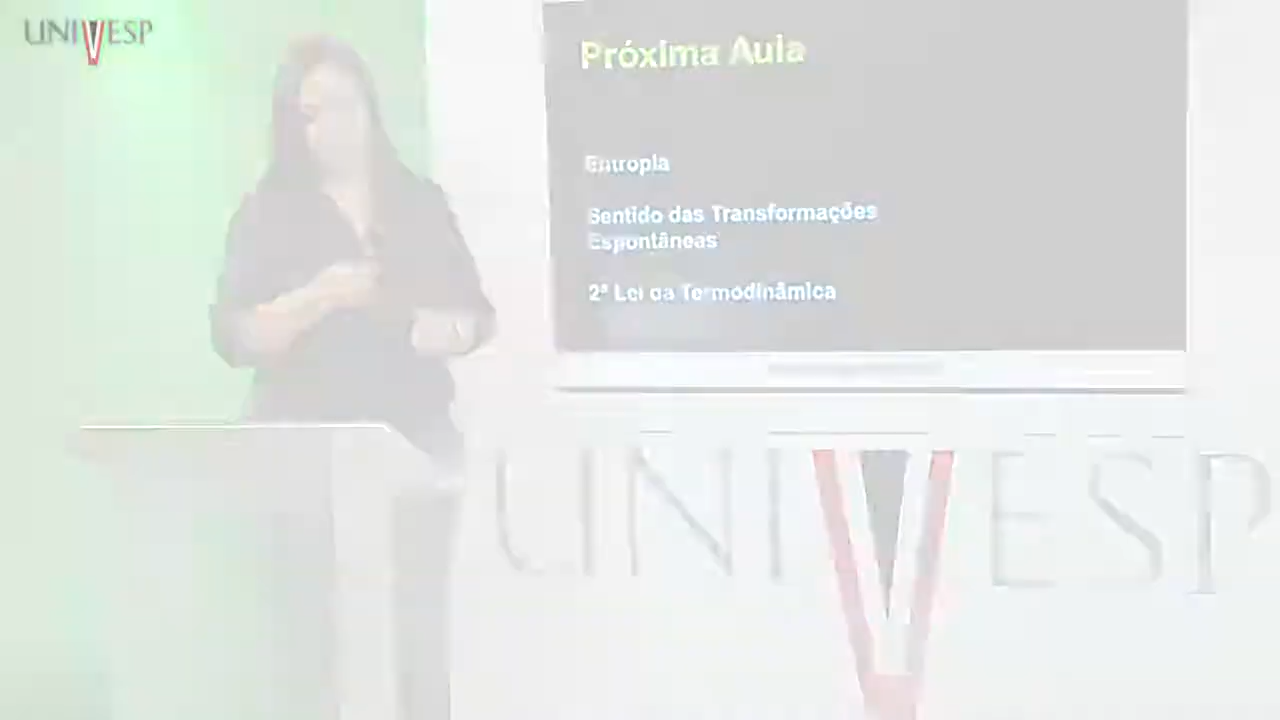 UNIVESP
Próxima Aula
Entropia
Sentido das Transformações
Espontâneas
2ª Lei da Termodinâmica
UNIVESP